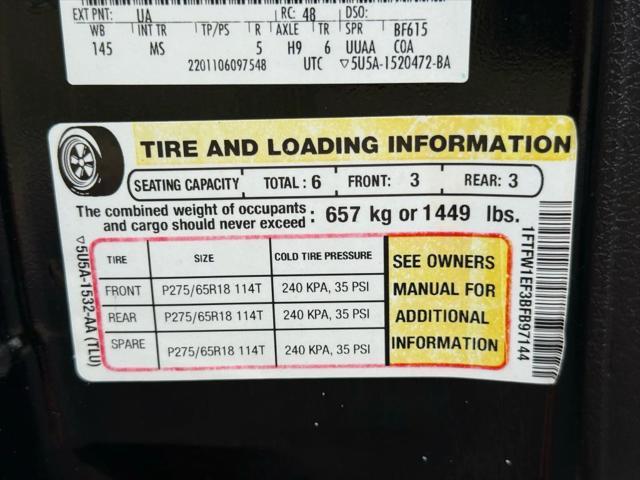 EXT PNT: UA RC: 48 DSO:
WB INT TR TP/PS R AXLE TR SPR BF615
145 MS 5 H9 6 UUAA COA
2201106097548 UTC ▽5U5A-1520472-BA
TIRE AND LOADING INFORMATION
SEATING CAPACITY TOTAL: 6 FRONT: 3 REAR: 3
The combined weight of occupants and cargo should never exceed: 657 kg or 1449 lbs.
TIRE SIZE COLD TIRE PRESSURE
FRONT P275/65R18 114T 240 KPA, 35 PSI
REAR P275/65R18 114T 240 KPA, 35 PSI
SPARE P275/65R18 114T 240 KPA, 35 PSI
SEE OWNERS
MANUAL FOR
ADDITIONAL
INFORMATION
▽5U5A-1532-AA (TLU)
1FTFW1EF3BFB97144